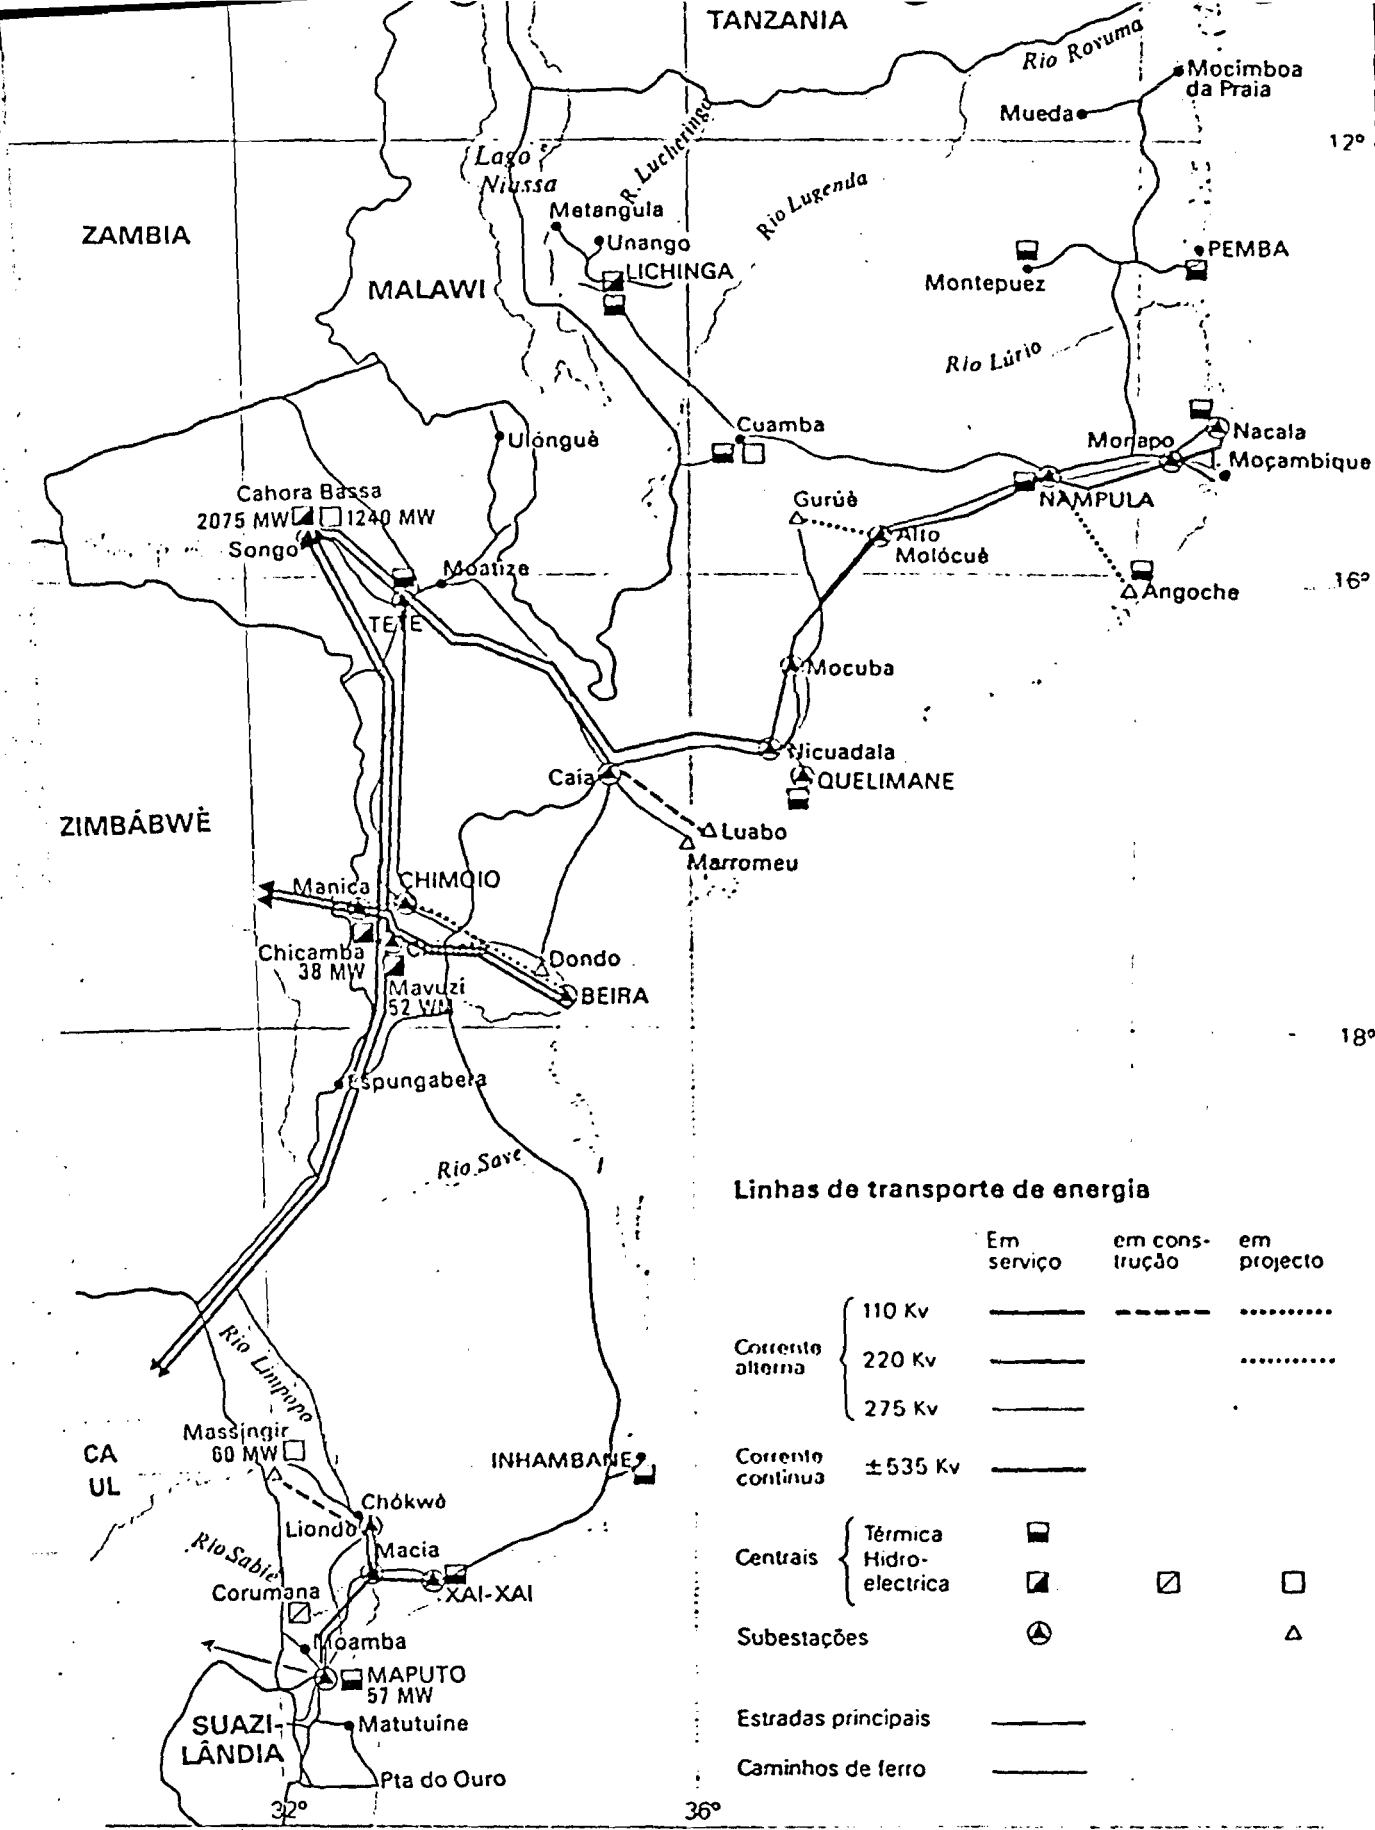 TANZANIA
Rio Rovuma
Mocimboa
da Praia
Mueda
12°
Lago
Niassa
R. Lucheringu
Rio Lugenda
Metangula
Unango
LICHINGA
ZAMBIA
MALAWI
PEMBA
Montepuez
Rio Lúrio
Cuamba
Ulónguè
Monapo
Nacala
Moçambique
NAMPULA
Cahora Bassa
2075 MW
1240 MW
Songo
Gurùè
Alto
Molócuè
Moatize
16°
Angoche
TETE
Mocuba
Nicuadala
QUELIMANE
Caia
Luabo
Marromeu
ZIMBÁBWÈ
Manica
CHIMOIO
Chicamba
38 MW
Mavuzi
52 WM
Dondo
BEIRA
18°
Espungabera
Rio Save
Linhas de transporte de energia
Em
serviço
em cons-
trução
em
projecto
Corrente
alterna
110 Kv
220 Kv
275 Kv
Corrente
continua
±535 Kv
Centrais
Térmica
Hidro-
electrica
Subestações
Estradas principais
Caminhos de ferro
Rio Limpopo
Massingir
60 MW
CA
UL
INHAMBANE
Chókwè
Liondo
Macia
Rio Sabie
Corumana
XAI-XAI
Moamba
MAPUTO
57 MW
SUAZI-
LÂNDIA
Matutuine
Pta do Ouro
32°
36°